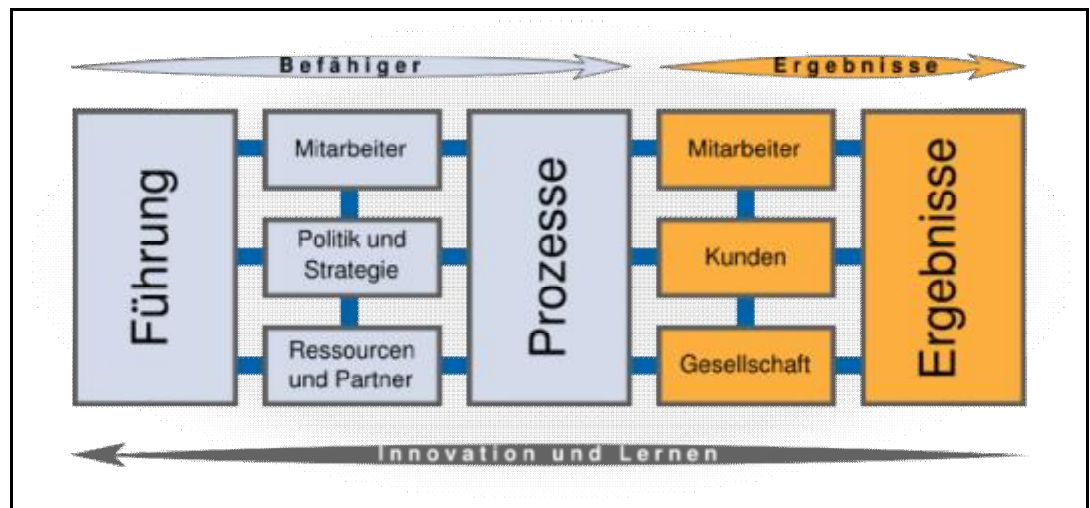 Befähiger
Ergebnisse
Führung
Mitarbeiter
Politik und
Strategie
Ressourcen
und Partner
Prozesse
Mitarbeiter
Kunden
Gesellschaft
Ergebnisse
Innovation und Lernen